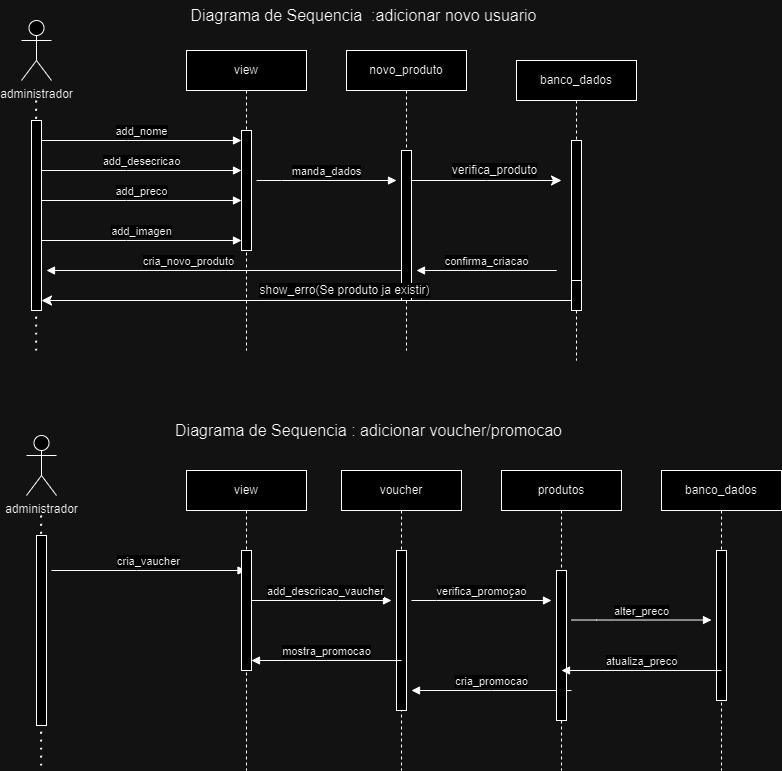 Diagrama de Sequencia :adicionar novo usuario
view
novo_produto
banco_dados
administrador
add_nome
add_desecricao
manda_dados
verifica_produto
add_preco
add_imagen
cria_novo_produto
confirma_criacao
show_erro(Se produto ja existir)
Diagrama de Sequencia : adicionar voucher/promocao
view
voucher
produtos
banco_dados
administrador
cria_vaucher
add_descricao_vaucher
verifica_promoçao
alter_preco
mostra_promocao
atualiza_preco
cria_promocao